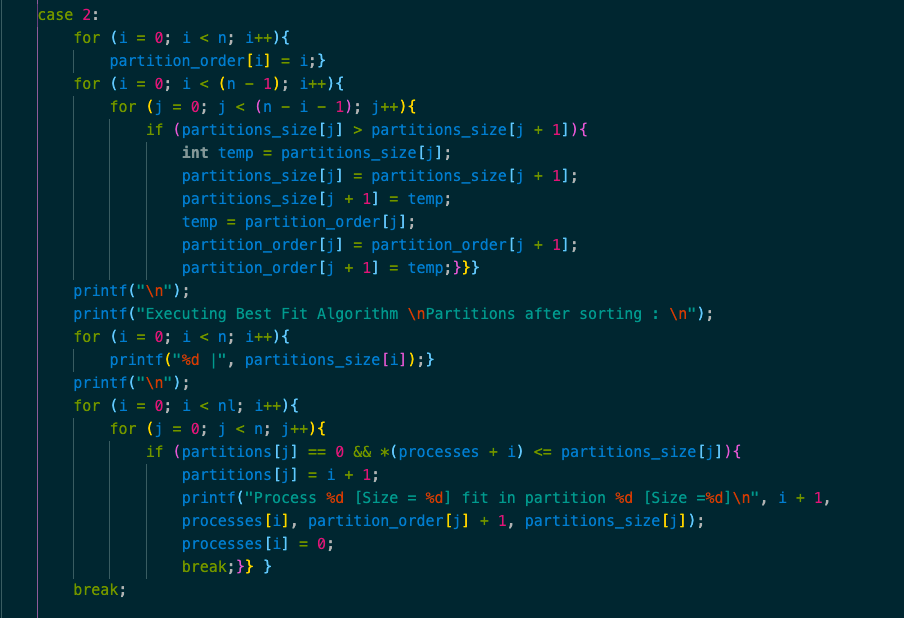 case 2:
    for (i = 0; i < n; i++){
        partition_order[i] = i;}
    for (i = 0; i < (n - 1); i++){
        for (j = 0; j < (n - i - 1); j++){
            if (partitions_size[j] > partitions_size[j + 1]){
                int temp = partitions_size[j];
                partitions_size[j] = partitions_size[j + 1];
                partitions_size[j + 1] = temp;
                temp = partition_order[j];
                partition_order[j] = partition_order[j + 1];
                partition_order[j + 1] = temp;}}}
    printf("\n");
    printf("Executing Best Fit Algorithm \nPartitions after sorting : \n");
    for (i = 0; i < n; i++){
        printf("%d |", partitions_size[i]);}
    printf("\n");
    for (i = 0; i < nl; i++){
        for (j = 0; j < n; j++){
            if (partitions[j] == 0 && *(processes + i) <= partitions_size[j]){
                partitions[j] = i + 1;
                printf("Process %d [Size = %d] fit in partition %d [Size =%d]\n", i + 1,
                processes[i], partition_order[j] + 1, partitions_size[j]);
                processes[i] = 0;
                break;}} }
    break;